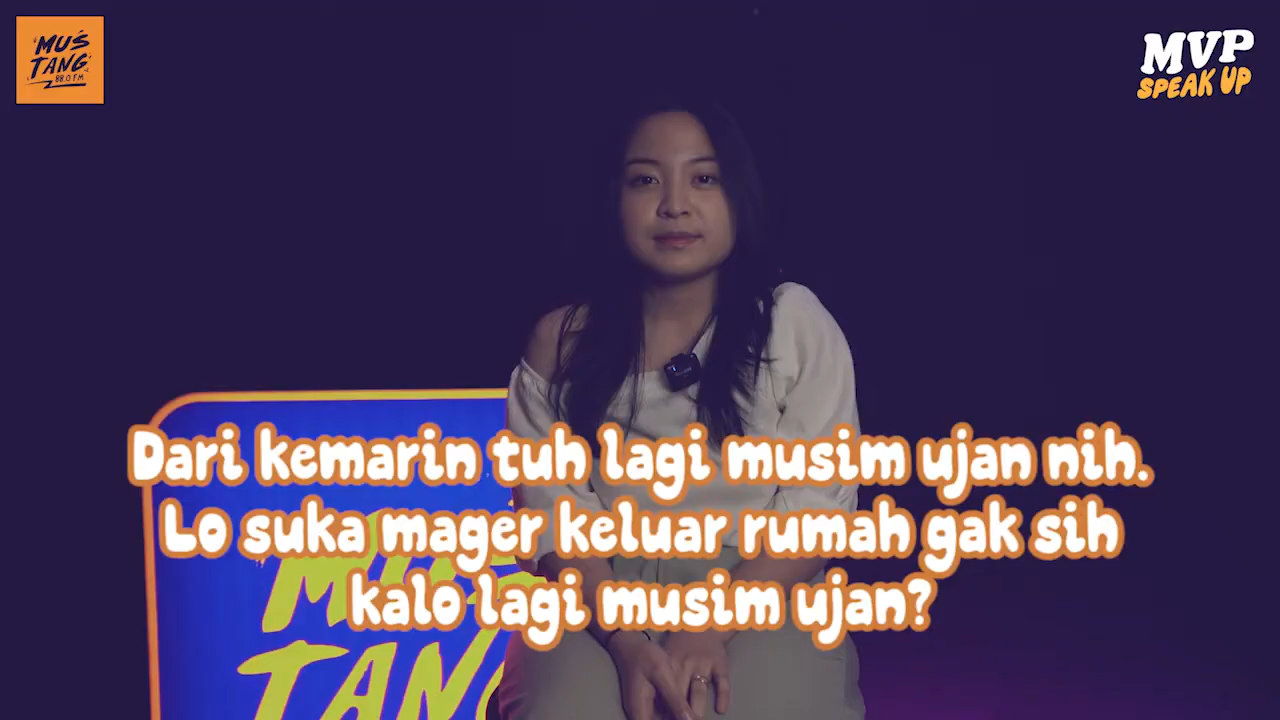 MUS
TANG
88.0 FM
MVP
SPEAK UP
Dari kemarin tuh lagi musim ujan nih.
Lo suka mager keluar rumah gak sih
kalo lagi musim ujan?
TANG